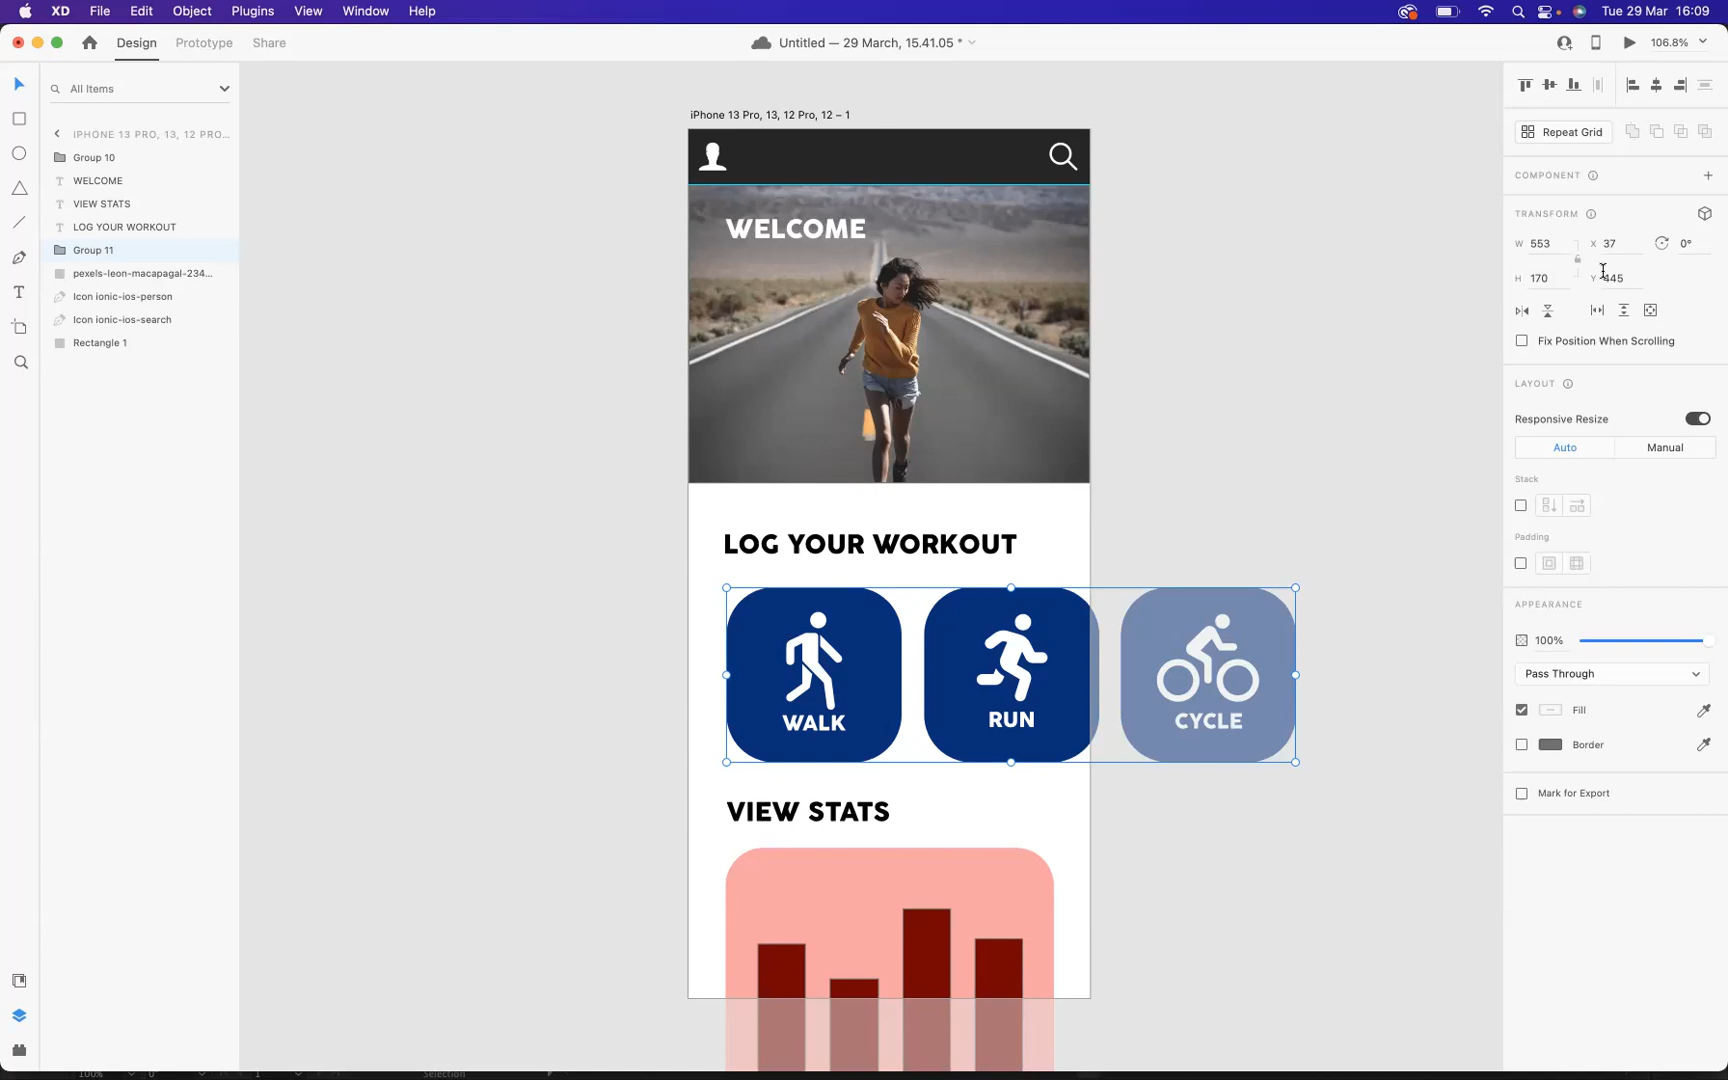 XD File Edit Object Plugins View Window Help Tue 29 Mar 16:09
Design Prototype Share Untitled — 29 March, 15.41.05 * 106.8%
All Items
IPHONE 13 PRO, 13, 12 PRO...
Group 10
WELCOME
VIEW STATS
LOG YOUR WORKOUT
Group 11
pexels-leon-macapagal-234...
Icon ionic-ios-person
Icon ionic-ios-search
Rectangle 1
iPhone 13 Pro, 13, 12 Pro, 12 – 1
WELCOME
LOG YOUR WORKOUT
WALK RUN CYCLE
VIEW STATS
Repeat Grid
COMPONENT
TRANSFORM
W 553 X 37 0°
H 170 Y 445
Fix Position When Scrolling
LAYOUT
Responsive Resize
Auto Manual
Stack
Padding
APPEARANCE
100%
Pass Through
Fill
Border
Mark for Export
100% 0° 1 Selection